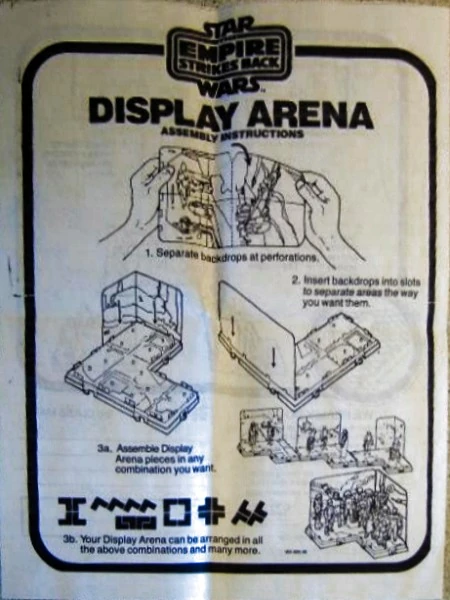 STAR
EMPIRE
STRIKES BACK
WARS
DISPLAY ARENA
ASSEMBLY INSTRUCTIONS
1. Separate backdrops at perforations.
2. Insert backdrops into slots
to separate areas the way
you want them.
3a. Assemble Display
Arena pieces in any
combination you want.
3b. Your Display Arena can be arranged in all
the above combinations and many more.